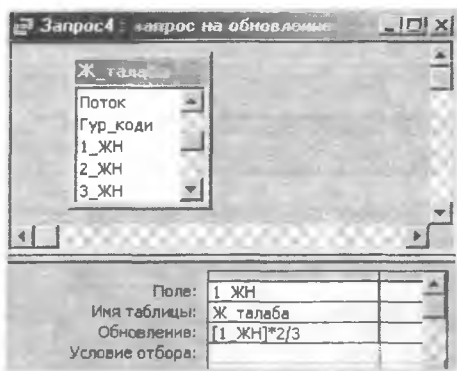 Запрос4 : запрос на обновление
Ж_талаба
Поток
Гур_коди
1_ЖН
2_ЖН
3_ЖН
Поле: 1_ЖН
Имя таблицы: Ж_талаба
Обновление: [1_ЖН]*2/3
Условие отбора: